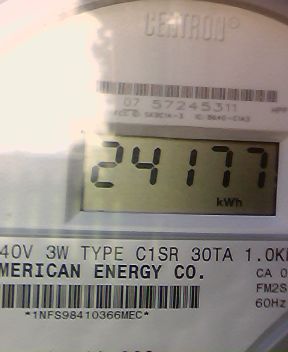 CENTRON®
07 57245311
24177
kWh
40V 3W TYPE C1SR 30TA 1.0K
MERICAN ENERGY CO.
CA 0
FM2S
60Hz
*1NFS98410366MEC*